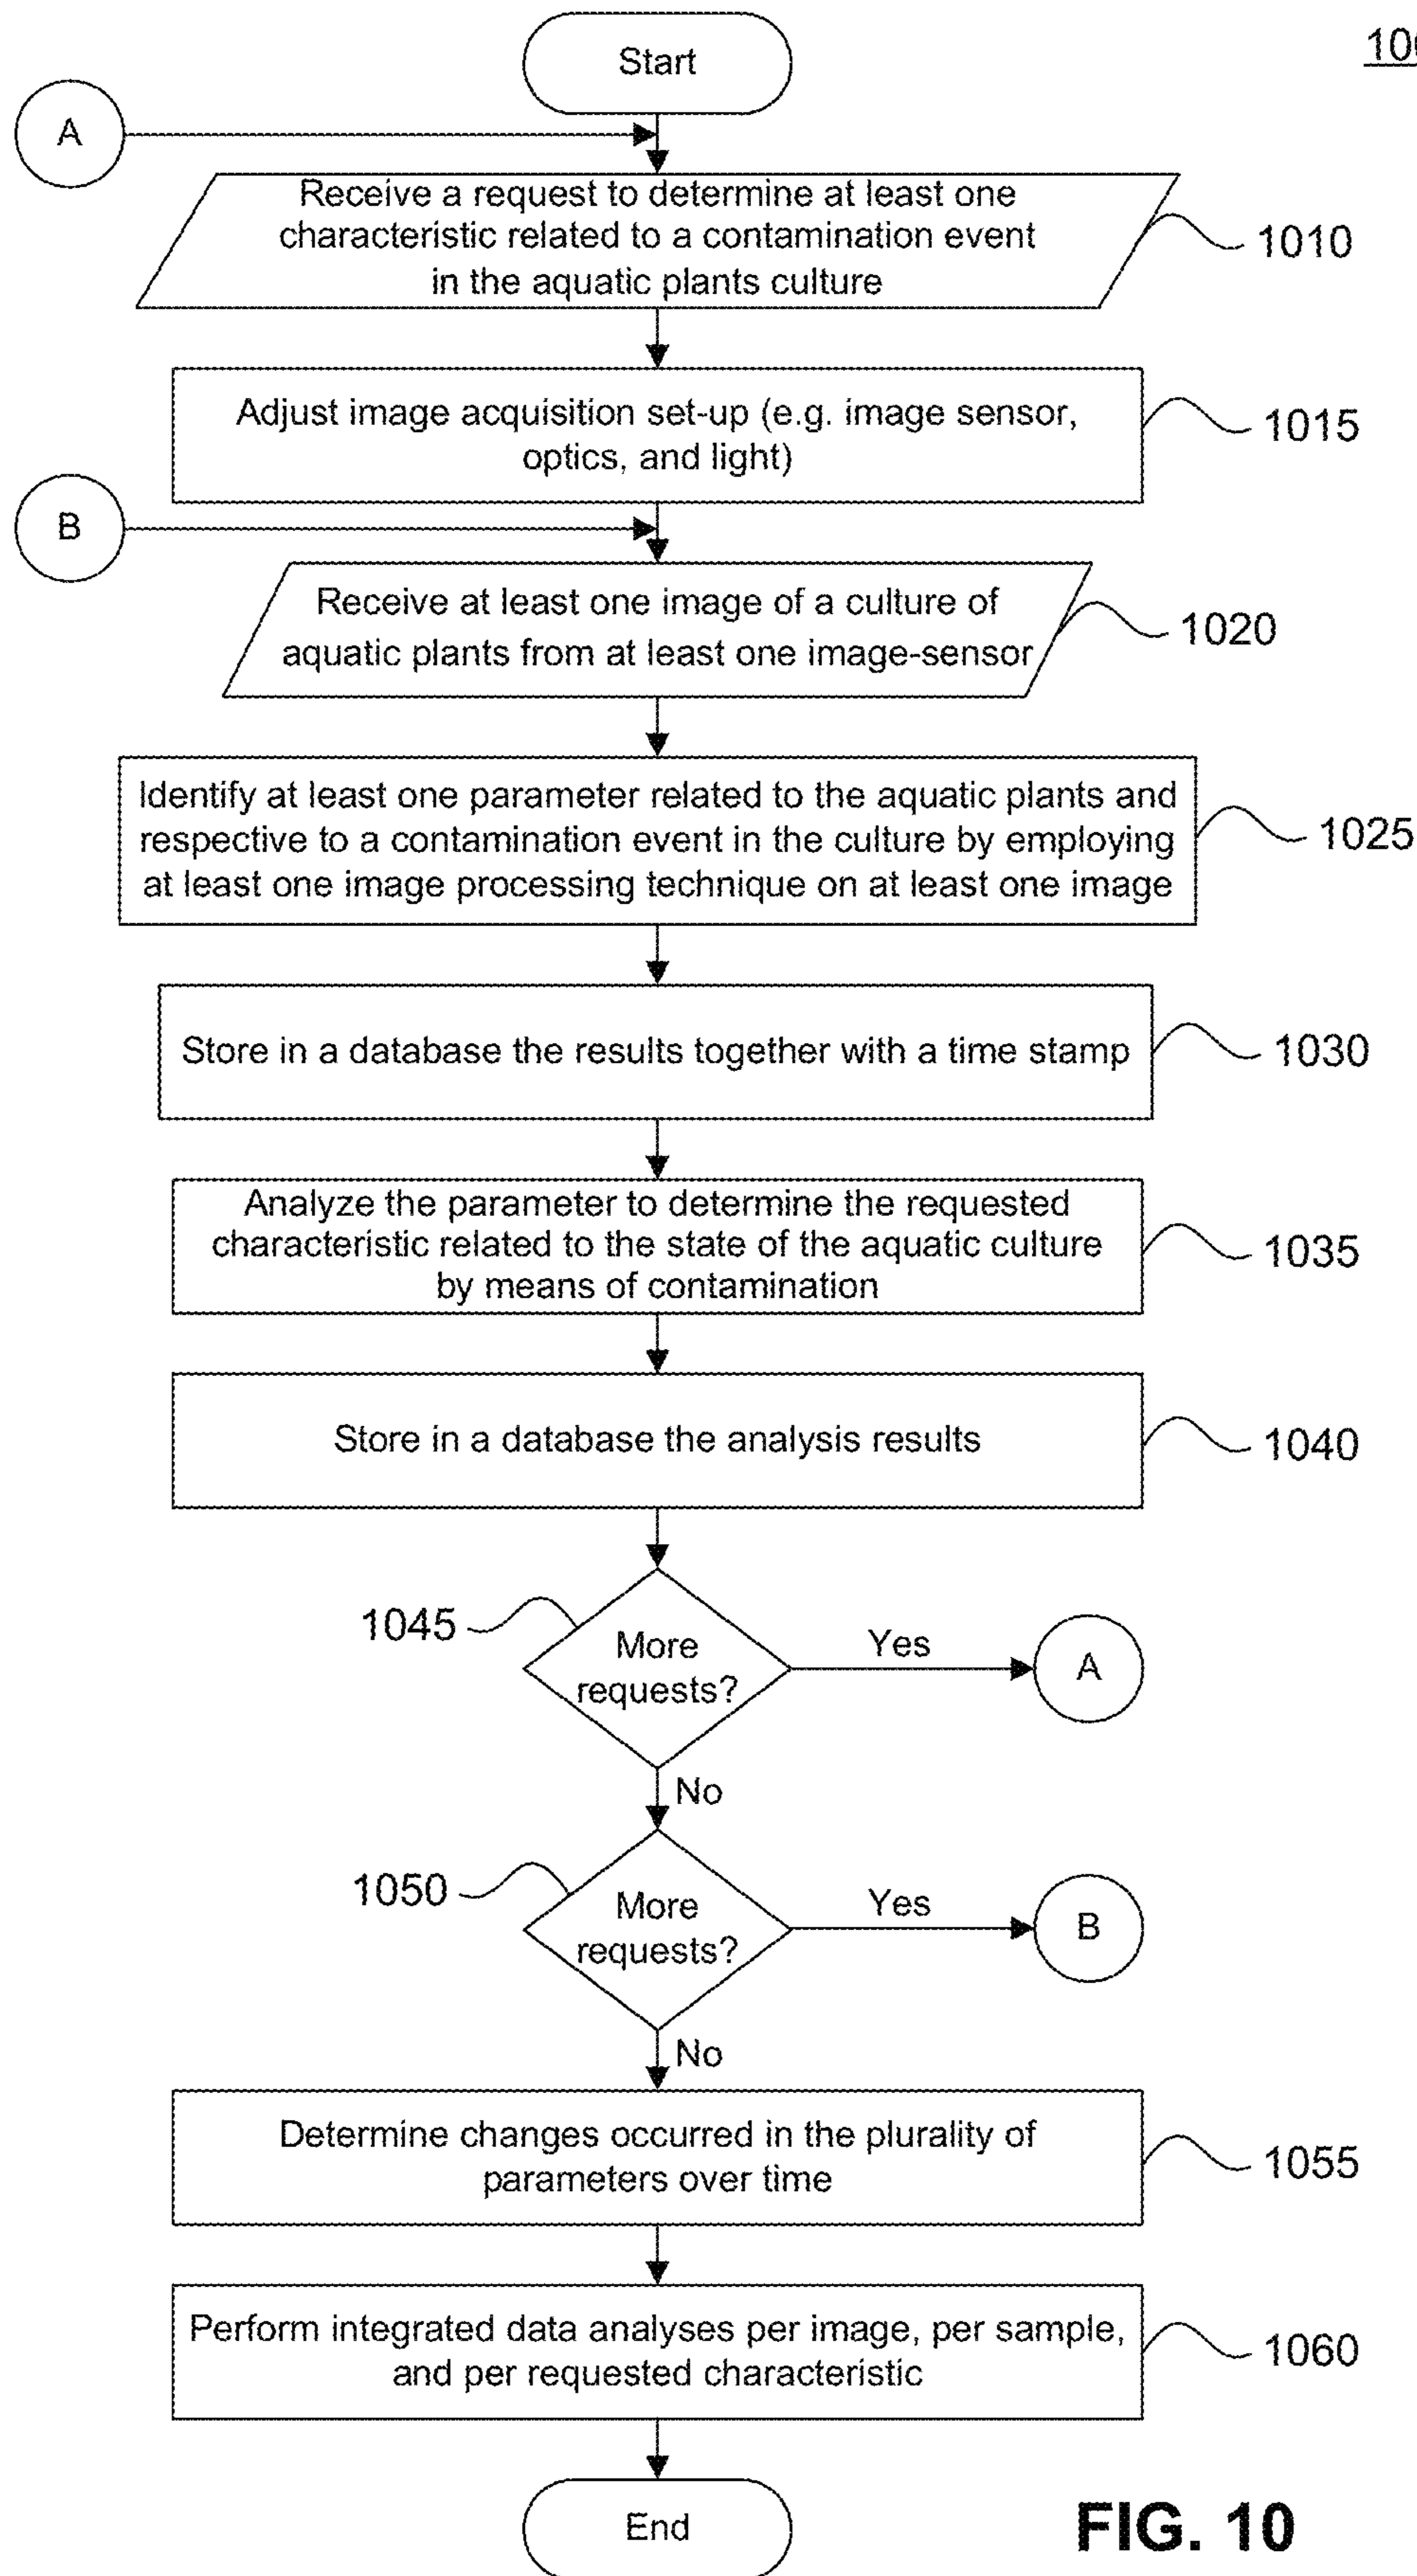 Start
A
Receive a request to determine at least one
characteristic related to a contamination event
in the aquatic plants culture
1010
Adjust image acquisition set-up (e.g. image sensor,
optics, and light)
1015
B
Receive at least one image of a culture of
aquatic plants from at least one image-sensor
1020
Identify at least one parameter related to the aquatic plants and
respective to a contamination event in the culture by employing
at least one image processing technique on at least one image
1025
Store in a database the results together with a time stamp
1030
Analyze the parameter to determine the requested
characteristic related to the state of the aquatic culture
by means of contamination
1035
Store in a database the analysis results
1040
1045
More
requests?
Yes
A
No
1050
More
requests?
Yes
B
No
Determine changes occurred in the plurality of
parameters over time
1055
Perform integrated data analyses per image, per sample,
and per requested characteristic
1060
End
FIG. 10